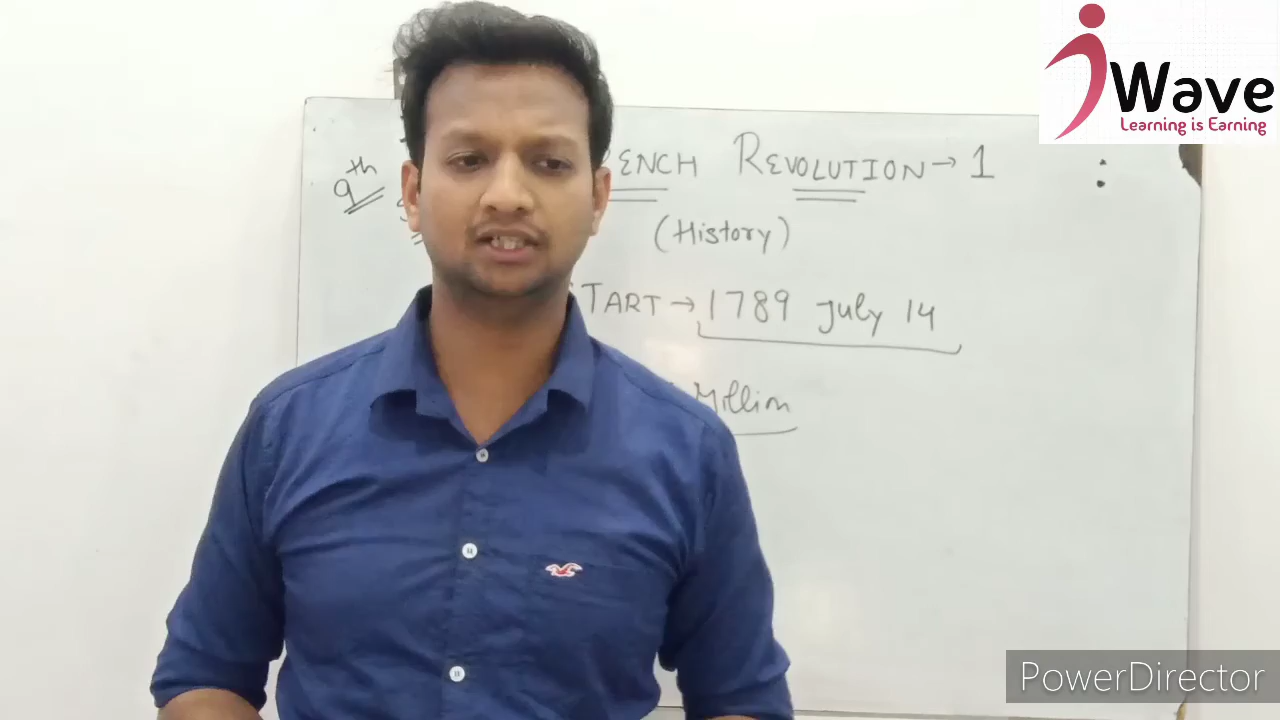 Wave
Learning is Earning
9th
ENCH REVOLUTION → 1
(History)
TART → 1789 July 14
Million
PowerDirector